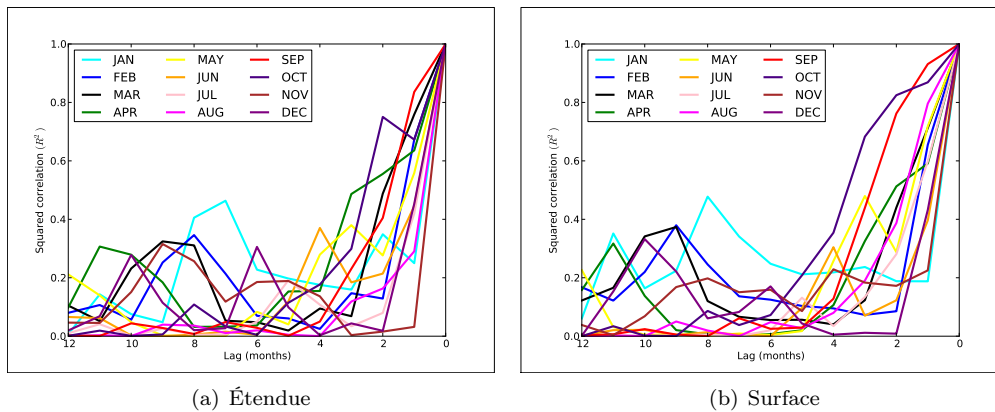 1.0
0.8
0.6
0.4
0.2
0.0
Squared correlation (R²)
JAN MAY SEP
FEB JUN OCT
MAR JUL NOV
APR AUG DEC
12 10 8 6 4 2 0
Lag (months)
(a) Étendue
1.0
0.8
0.6
0.4
0.2
0.0
Squared correlation (R²)
JAN MAY SEP
FEB JUN OCT
MAR JUL NOV
APR AUG DEC
12 10 8 6 4 2 0
Lag (months)
(b) Surface